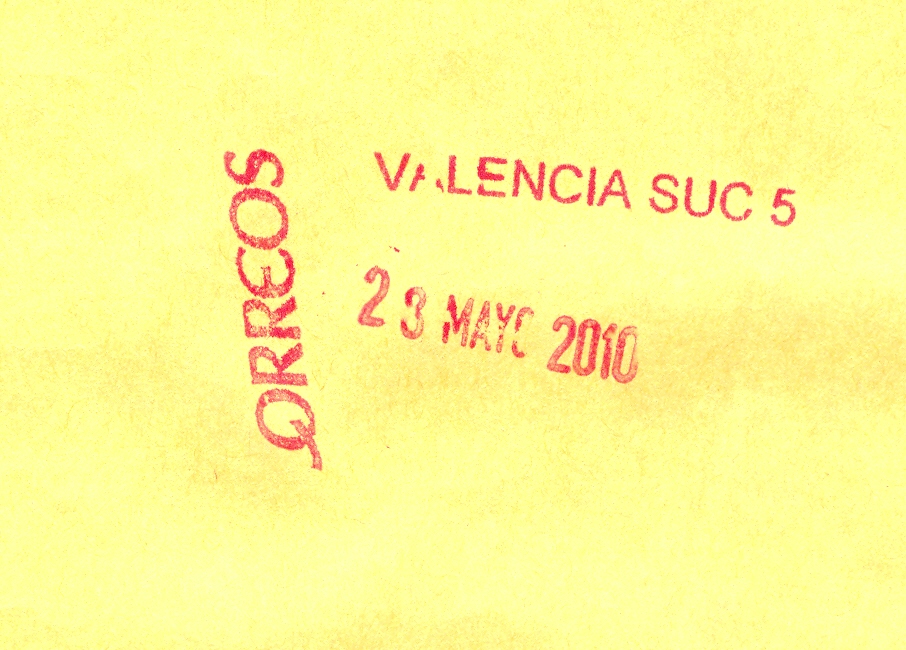 CORREOS
VALENCIA SUC 5
23 MAYO 2010